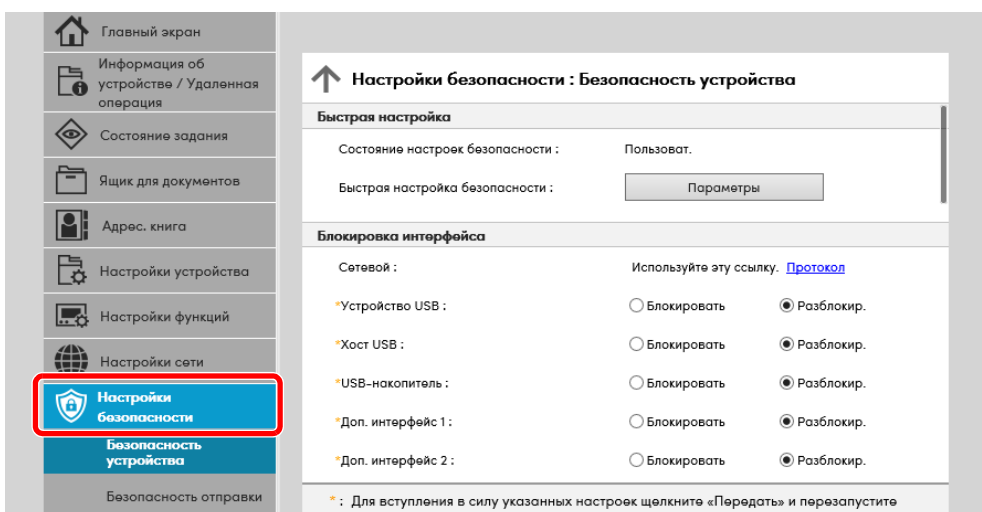 Главный экран
Информация об
устройстве / Удаленная
операция
Состояние задания
Ящик для документов
Адрес. книга
Настройки устройства
Настройки функций
Настройки сети
Настройки
безопасности
Безопасность
устройства
Безопасность отправки
Настройки безопасности : Безопасность устройства
Быстрая настройка
Состояние настроек безопасности : Пользоват.
Быстрая настройка безопасности : Параметры
Блокировка интерфейса
Сетевой : Используйте эту ссылку. Протокол
*Устройство USB : Блокировать Разблокир.
*Хост USB : Блокировать Разблокир.
*USB-накопитель : Блокировать Разблокир.
*Доп. интерфейс 1 : Блокировать Разблокир.
*Доп. интерфейс 2 : Блокировать Разблокир.
* : Для вступления в силу указанных настроек щелкните «Передать» и перезапустите